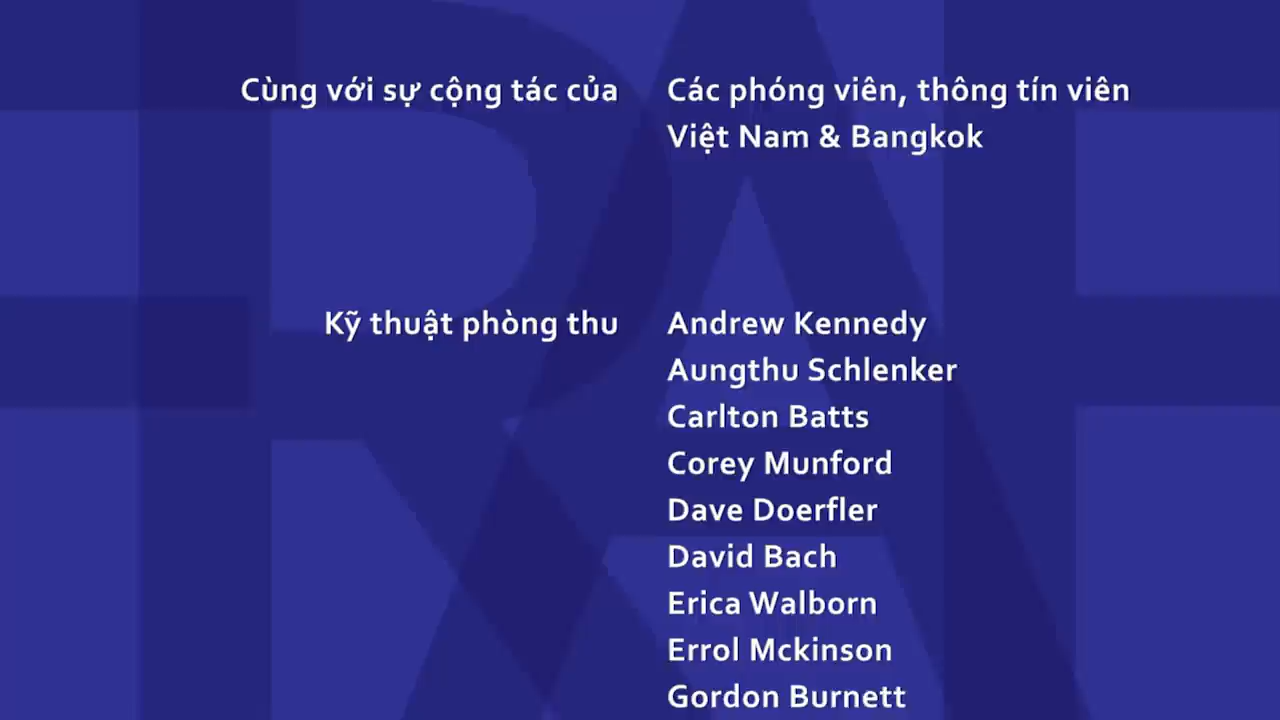 Cùng với sự cộng tác của Các phóng viên, thông tín viên
Việt Nam & Bangkok
Kỹ thuật phòng thu Andrew Kennedy
Aungthu Schlenker
Carlton Batts
Corey Munford
Dave Doerfler
David Bach
Erica Walborn
Errol Mckinson
Gordon Burnett